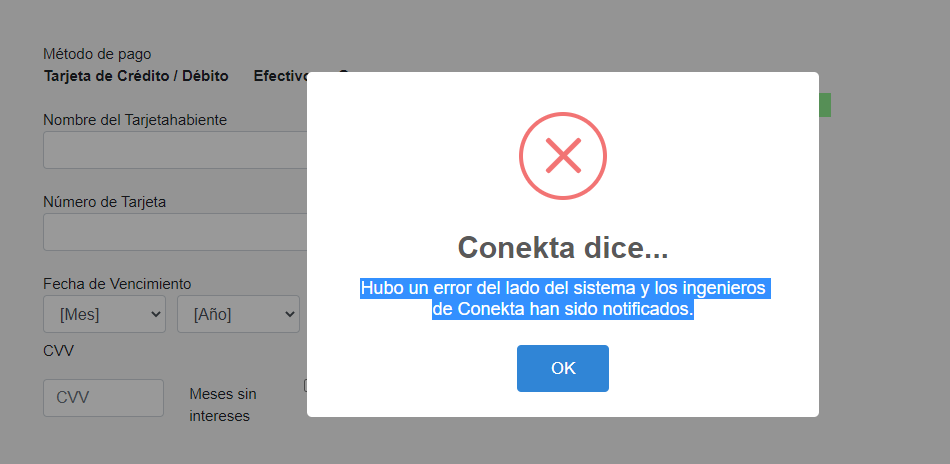 Método de pago
Tarjeta de Crédito / Débito Efectivo
Nombre del Tarjetahabiente
Número de Tarjeta
Conekta dice...
Hubo un error del lado del sistema y los ingenieros
de Conekta han sido notificados.
OK
Fecha de Vencimiento
[Mes] [Año]
CVV
CVV
Meses sin
intereses